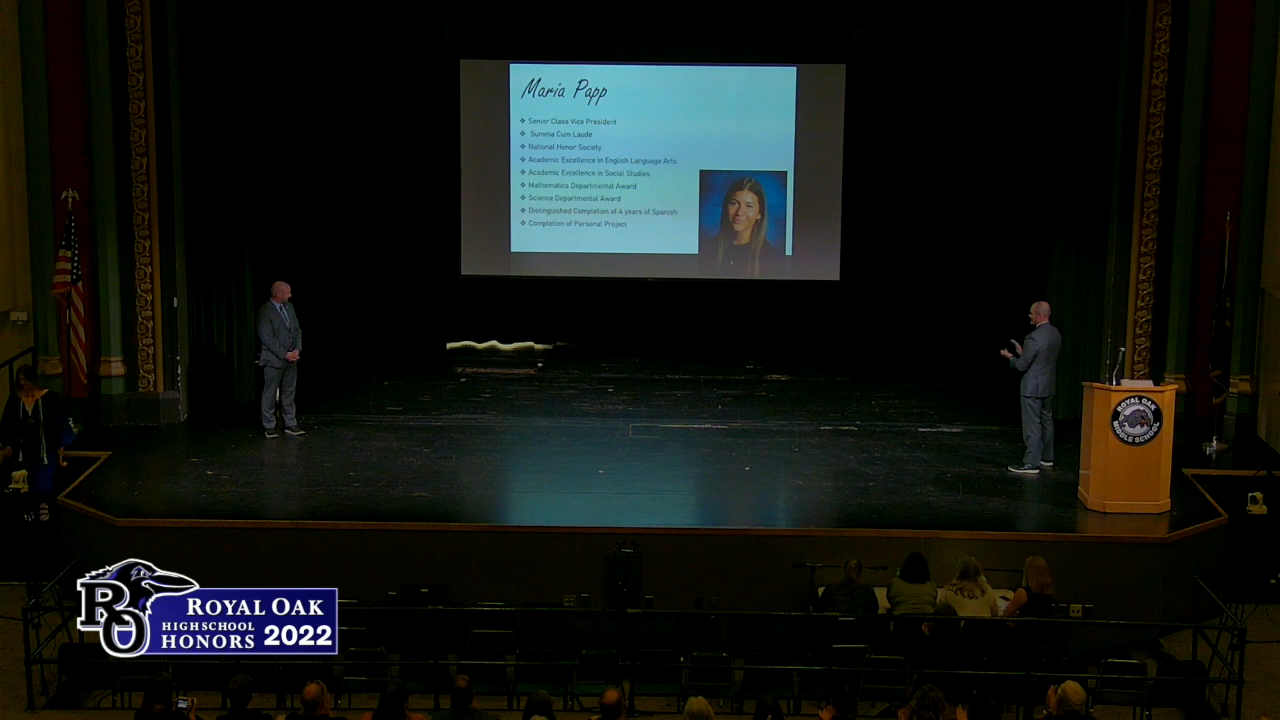 Maria Papp
❖ Senior Class Vice President
❖ Summa Cum Laude
❖ National Honor Society
❖ Academic Excellence in English Language Arts
❖ Academic Excellence in Social Studies
❖ Mathematics Departmental Award
❖ Science Departmental Award
❖ Distinguished Completion of 4 years of Spanish
❖ Completion of Personal Project
ROYAL OAK
MIDDLE SCHOOL
RO
ROYAL OAK
HIGH SCHOOL
HONORS 2022